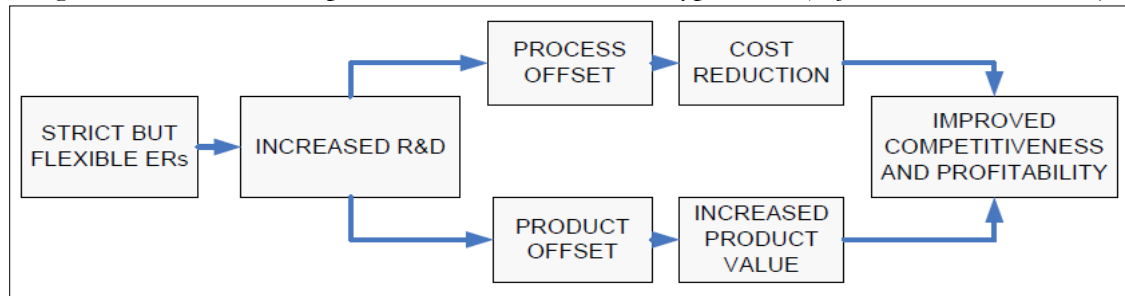 STRICT BUT
FLEXIBLE ERs
INCREASED R&D
PROCESS
OFFSET
COST
REDUCTION
PRODUCT
OFFSET
INCREASED
PRODUCT
VALUE
IMPROVED
COMPETITIVENESS
AND PROFITABILITY